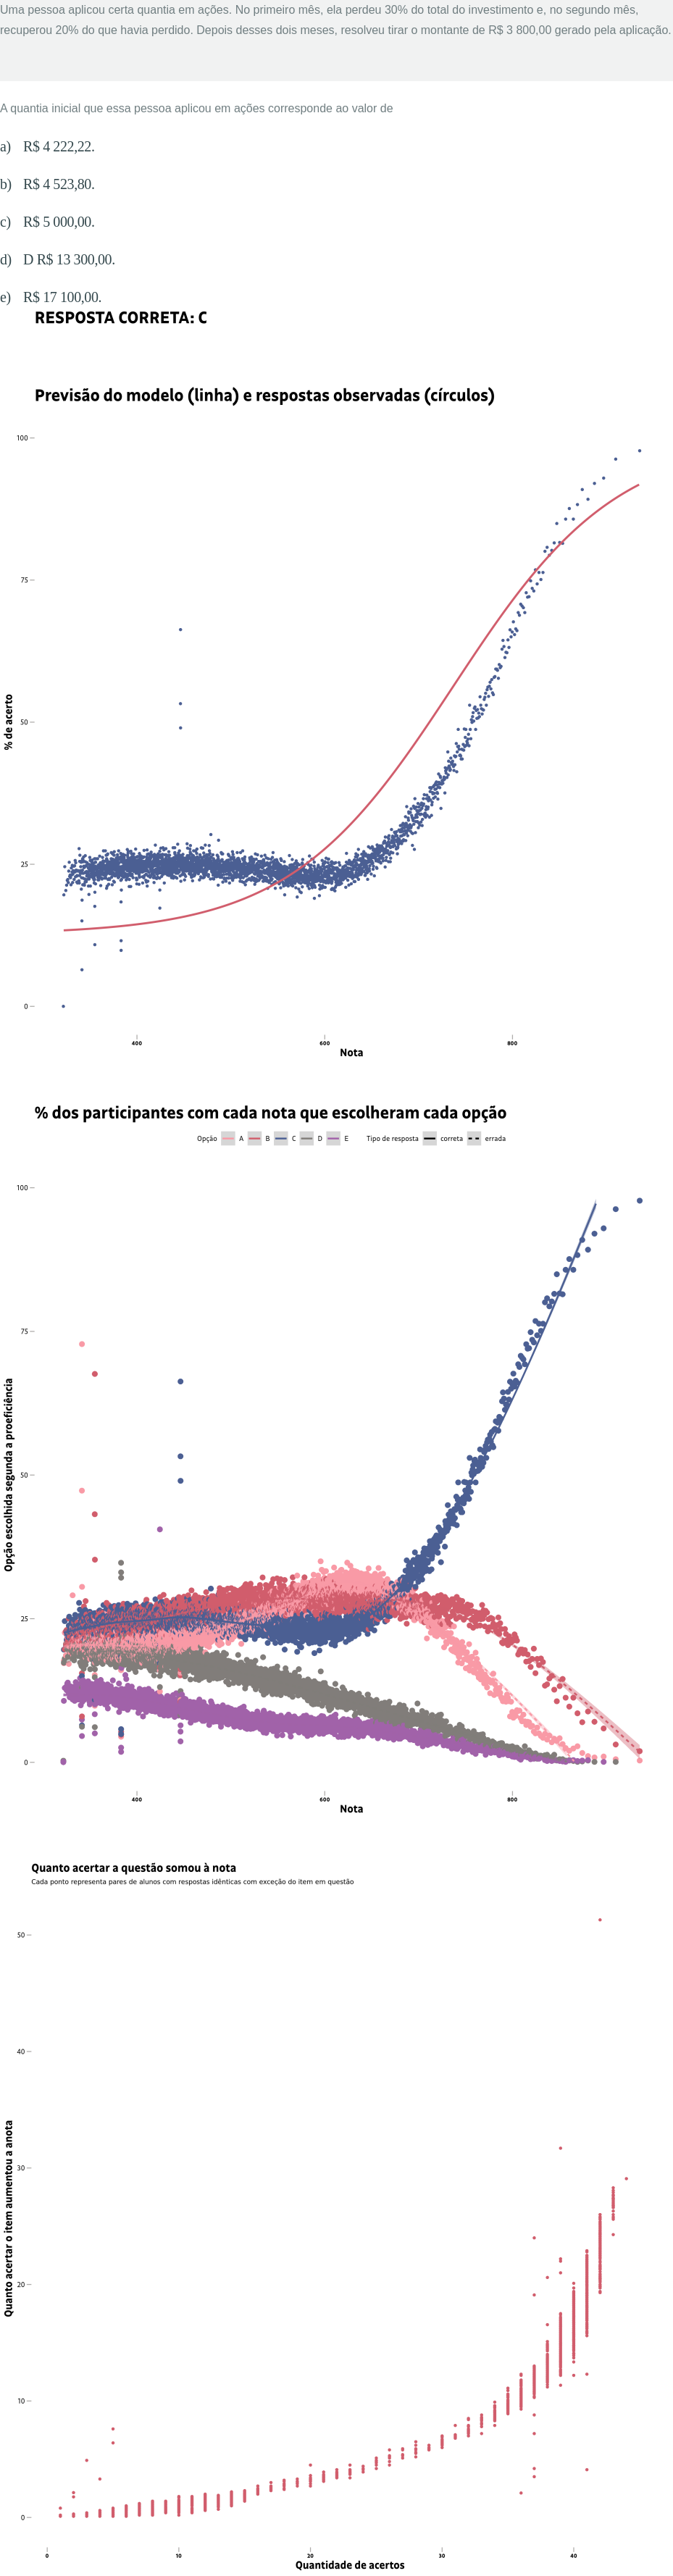 Uma pessoa aplicou certa quantia em ações. No primeiro mês, ela perdeu 30% do total do investimento e, no segundo mês,
recuperou 20% do que havia perdido. Depois desses dois meses, resolveu tirar o montante de R$ 3 800,00 gerado pela aplicação.
A quantia inicial que essa pessoa aplicou em ações corresponde ao valor de
a) R$ 4 222,22.
b) R$ 4 523,80.
c) R$ 5 000,00.
d) D R$ 13 300,00.
e) R$ 17 100,00.
RESPOSTA CORRETA: C
Previsão do modelo (linha) e respostas observadas (círculos)
100
75
50
25
0
% de acerto
400 600 800
Nota
% dos participantes com cada nota que escolheram cada opção
Opção A B C D E Tipo de resposta correta errada
100
75
50
25
0
Opção escolhida segunda a proeficiência
400 600 800
Nota
Quanto acertar a questão somou à nota
Cada ponto representa pares de alunos com respostas idênticas com exceção do item em questão
50
40
30
20
10
0
Quanto acertar o item aumentou a anota
0 10 20 30 40
Quantidade de acertos